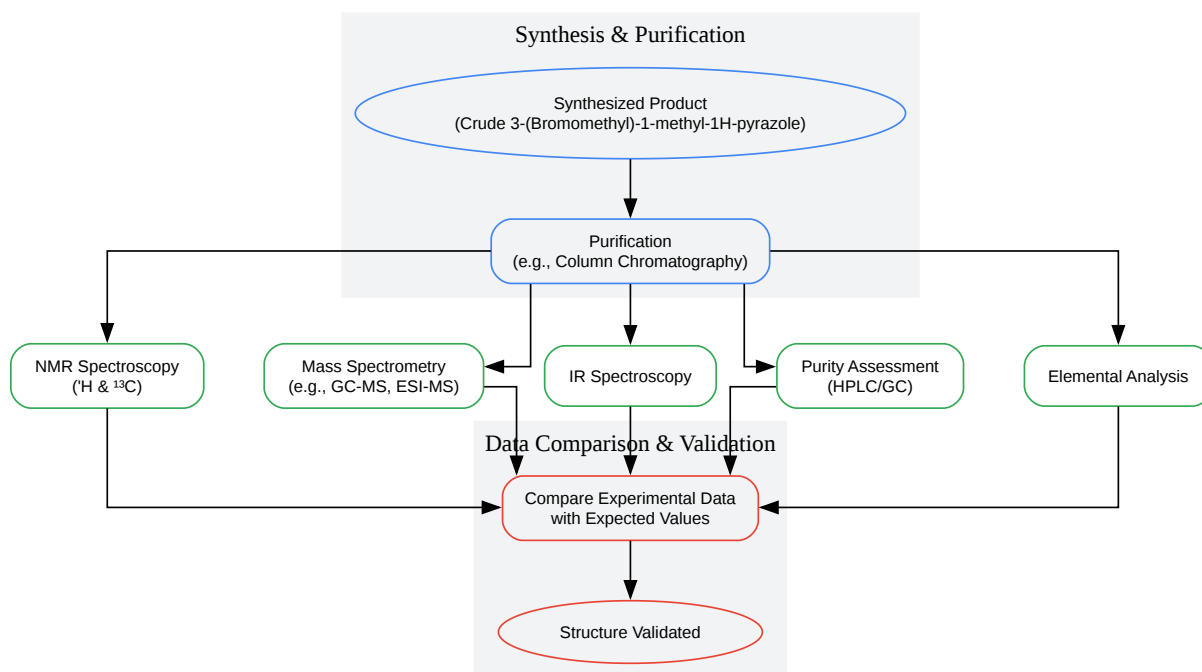 Synthesis & Purification
Synthesized Product
(Crude 3-(Bromomethyl)-1-methyl-1H-pyrazole)
Purification
(e.g., Column Chromatography)
NMR Spectroscopy
('H & ¹³C)
Mass Spectrometry
(e.g., GC-MS, ESI-MS)
IR Spectroscopy
Purity Assessment
(HPLC/GC)
Elemental Analysis
Data Comparison & Validation
Compare Experimental Data
with Expected Values
Structure Validated